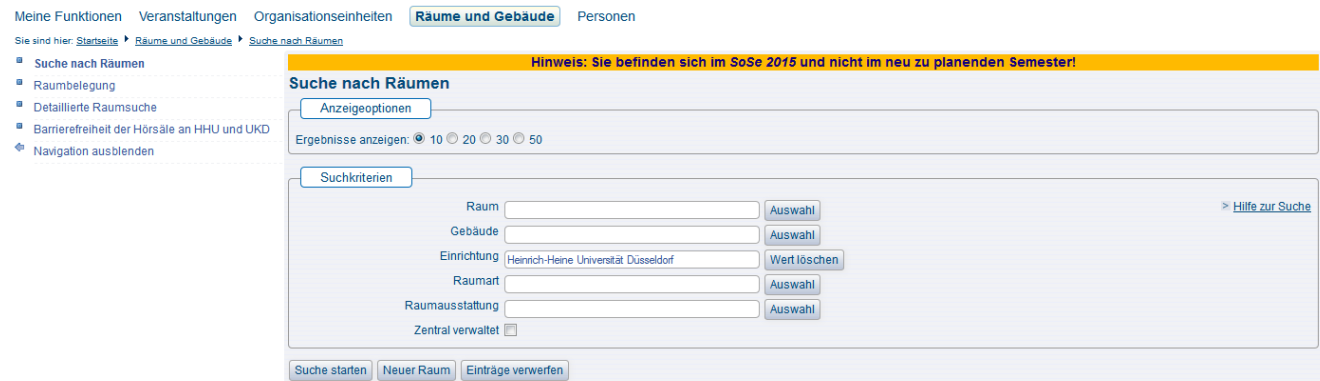 Meine Funktionen Veranstaltungen Organisationseinheiten Räume und Gebäude Personen
Sie sind hier: Startseite Räume und Gebäude Suche nach Räumen
Suche nach Räumen
Raumbelegung
Detaillierte Raumsuche
Barrierefreiheit der Hörsäle an HHU und UKD
Navigation ausblenden
Hinweis: Sie befinden sich im SoSe 2015 und nicht im neu zu planenden Semester!
Suche nach Räumen
Anzeigeoptionen
Ergebnisse anzeigen: 10 20 30 50
Suchkriterien
Raum Auswahl > Hilfe zur Suche
Gebäude Auswahl
Einrichtung Heinrich-Heine Universität Düsseldorf Wert löschen
Raumart Auswahl
Raumausstattung Auswahl
Zentral verwaltet
Suche starten Neuer Raum Einträge verwerfen